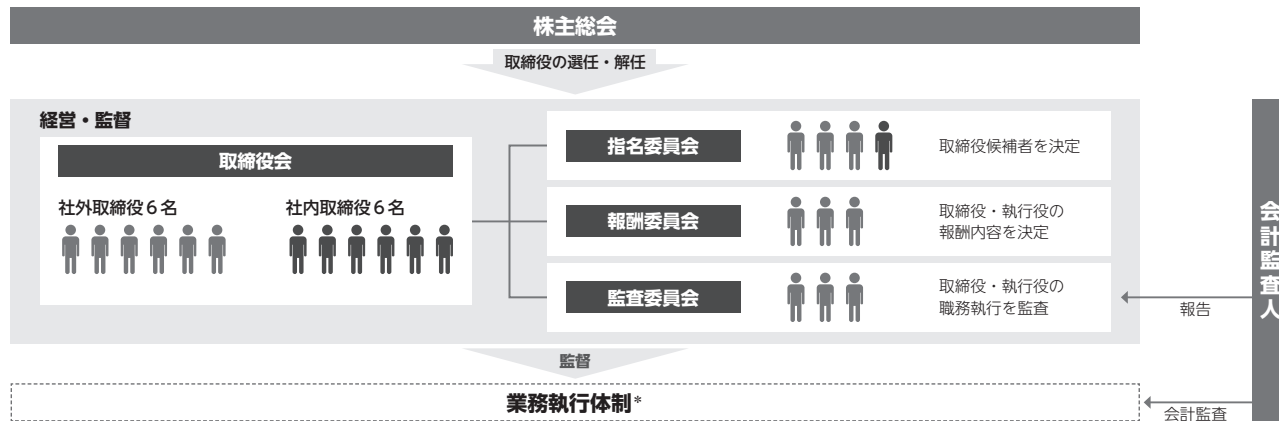 株主総会
取締役の選任・解任
経営・監督
取締役会
社外取締役6名
社内取締役6名
指名委員会
取締役候補者を決定
報酬委員会
取締役・執行役の
報酬内容を決定
監査委員会
取締役・執行役の
職務執行を監査
報告
会計監査人
監督
業務執行体制*
会計監査